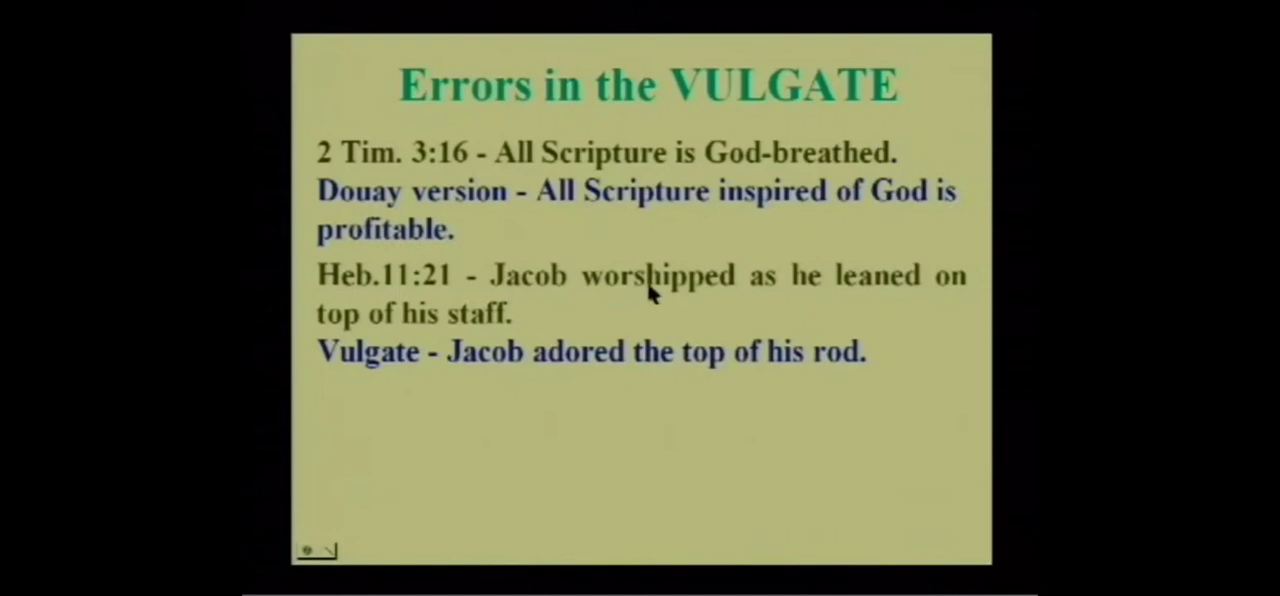 Errors in the VULGATE
2 Tim. 3:16 - All Scripture is God-breathed.
Douay version - All Scripture inspired of God is
profitable.
Heb.11:21 - Jacob worshipped as he leaned on
top of his staff.
Vulgate - Jacob adored the top of his rod.